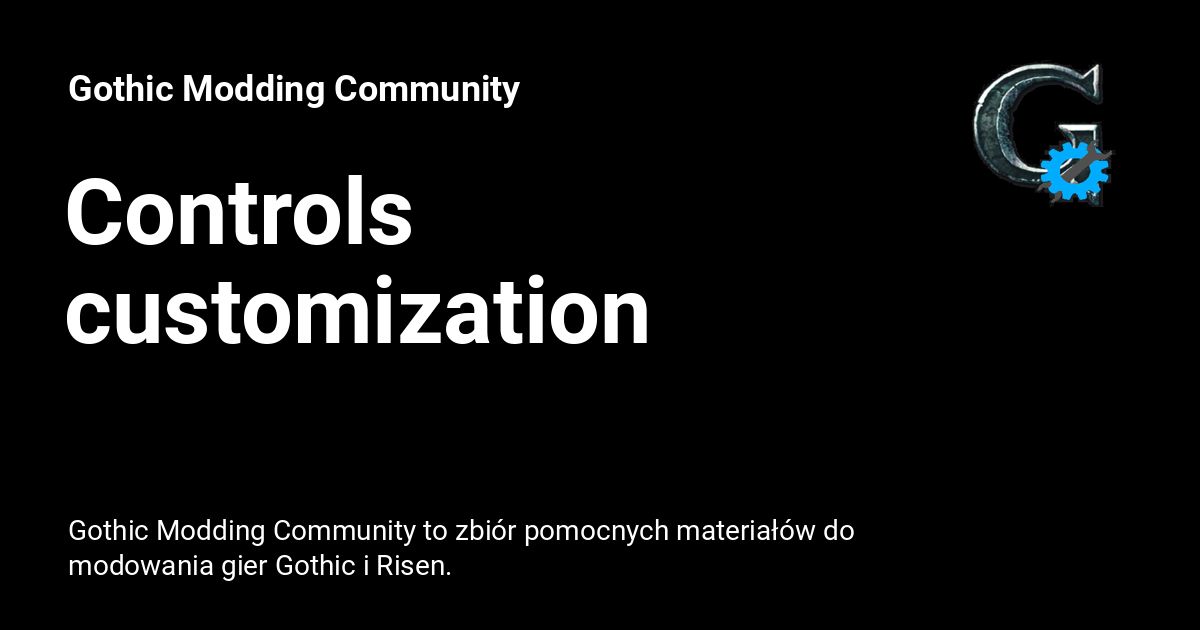 Gothic Modding Community
Controls
customization
Gothic Modding Community to zbiór pomocnych materiałów do
modowania gier Gothic i Risen.